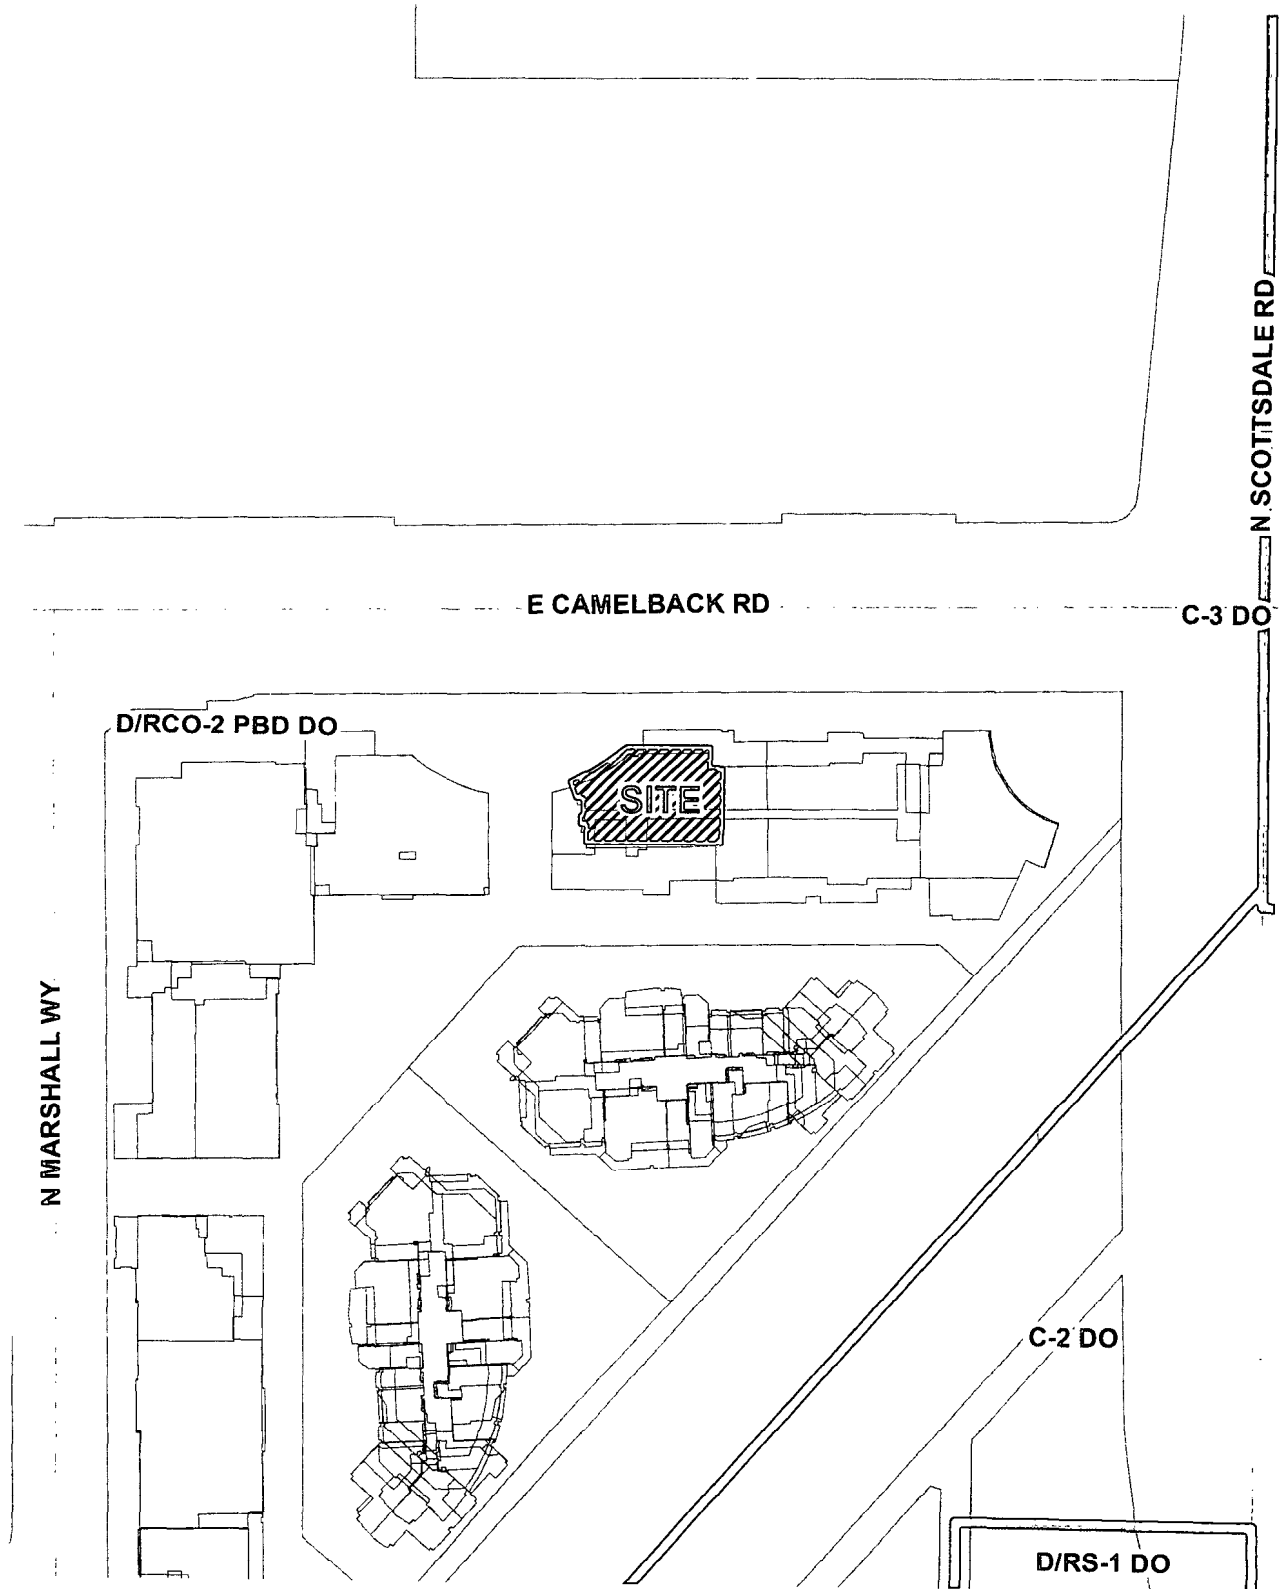 N SCOTTSDALE RD
E CAMELBACK RD
C-3 DO
D/RCO-2 PBD DO
SITE
N MARSHALL WY
C-2 DO
D/RS-1 DO